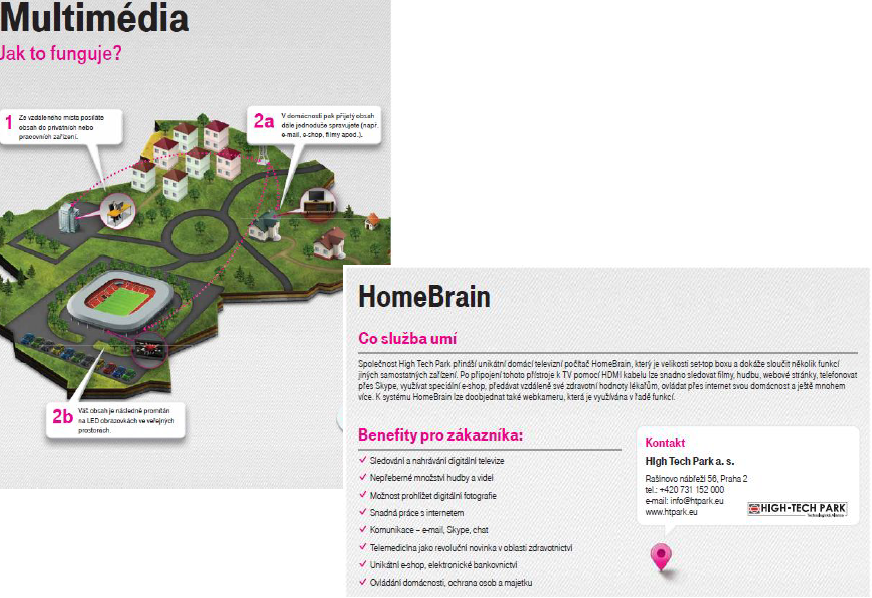 Multimédia
Jak to funguje?
1 Ze vzdáleného místa posíláte
obsah do privátních nebo
pracovních zařízení.
2a V domácnosti pak přijatý obsah
dále jednoduše spravujete (např.
e-mail, e-shop, filmy apod.).
2b Váš obsah je následně promítán
na LED obrazovkách ve veřejných
prostorách.
HomeBrain
Co služba umí
Společnost High Tech Park přináší unikátní domácí televizní počítač HomeBrain, který je velikosti set-top boxu a dokáže sloučit několik funkcí
jiných samostatných zařízení. Po připojení tohoto přístroje k TV pomocí HDMI kabelu lze snadno sledovat filmy, hudbu, webové stránky, telefonovat
přes Skype, využívat speciální e-shop, předávat vzdáleně své zdravotní hodnoty lékařům, ovládat přes internet svou domácnost a ještě mnohem
více. K systému HomeBrain lze doobjednat také webkameru, která je využívána v řadě funkcí.
Benefity pro zákazníka:
Sledování a nahrávání digitální televize
Nepřeberné množství hudby a videí
Možnost prohlížet digitální fotografie
Snadná práce s internetem
Komunikace – e-mail, Skype, chat
Telemedicína jako revoluční novinka v oblasti zdravotnictví
Unikátní e-shop, elektronické bankovnictví
Ovládání domácnosti, ochrana osob a majetku
Kontakt
High Tech Park a. s.
Rašínovo nábřeží 56, Praha 2
tel.: +420 731 152 000
e-mail: info@htpark.eu
www.htpark.eu
HIGH-TECH PARK